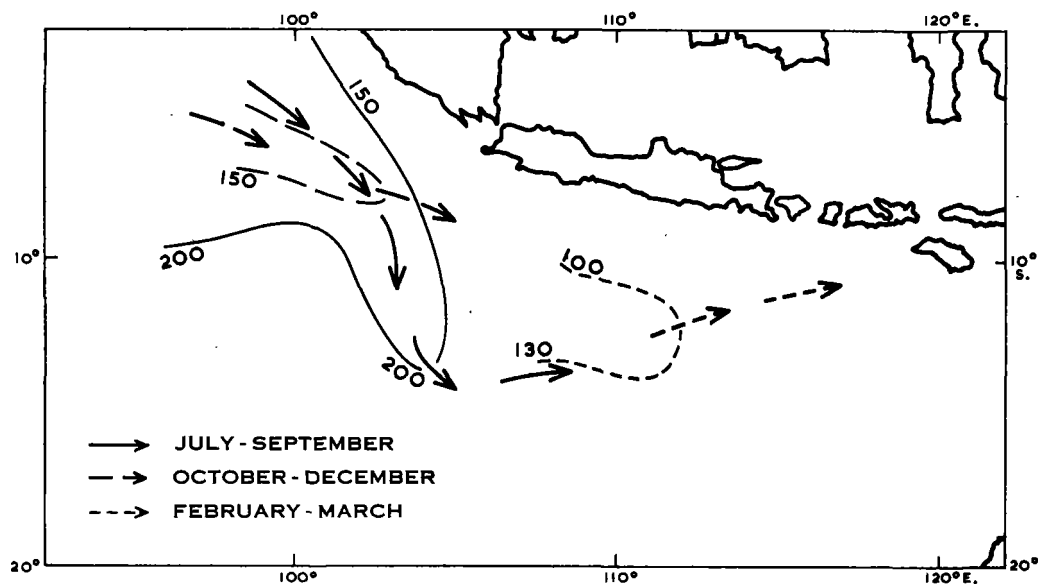 100° 110° 120°E.
150
150
200
10° 10°
S.
100
130
200
JULY - SEPTEMBER
OCTOBER - DECEMBER
FEBRUARY - MARCH
20° 20°
100° 110° 120°E.